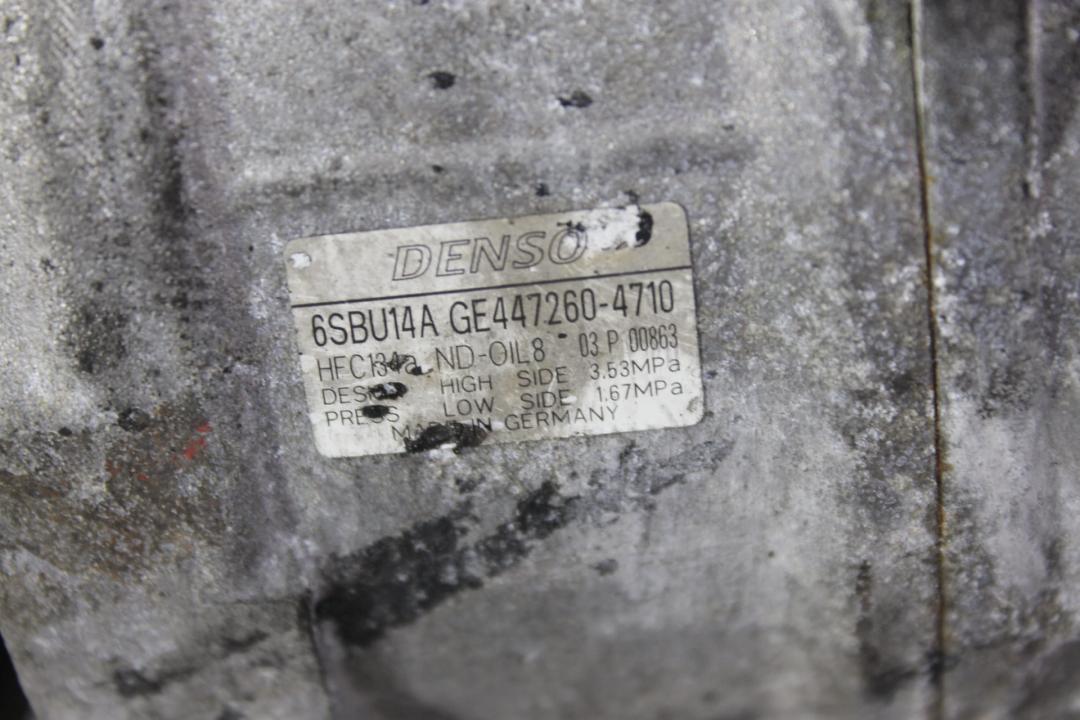 DENSO
6SBU14A GE447260-4710
HFC134a ND-OIL8 03 P 00863
DESIGN HIGH SIDE 3.53MPa
PRESS LOW SIDE 1.67MPa
MADE IN GERMANY